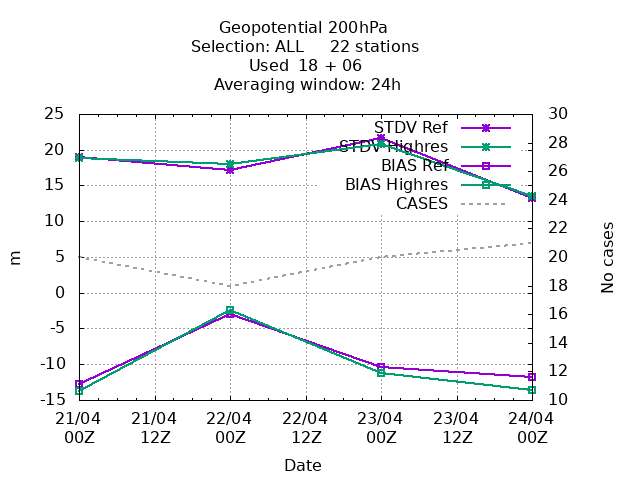 Geopotential 200hPa
Selection: ALL     22 stations
Used  18 + 06
Averaging window: 24h
25 30
STDV Ref
28
20 STDV Highres
BIAS Ref 26
15 BIAS Highres
24
CASES
10 22
m 5 20 No cases
0 18
16
-5
14
-10 12
-15 10
21/04 21/04 22/04 22/04 23/04 23/04 24/04
00Z 12Z 00Z 12Z 00Z 12Z 00Z
Date